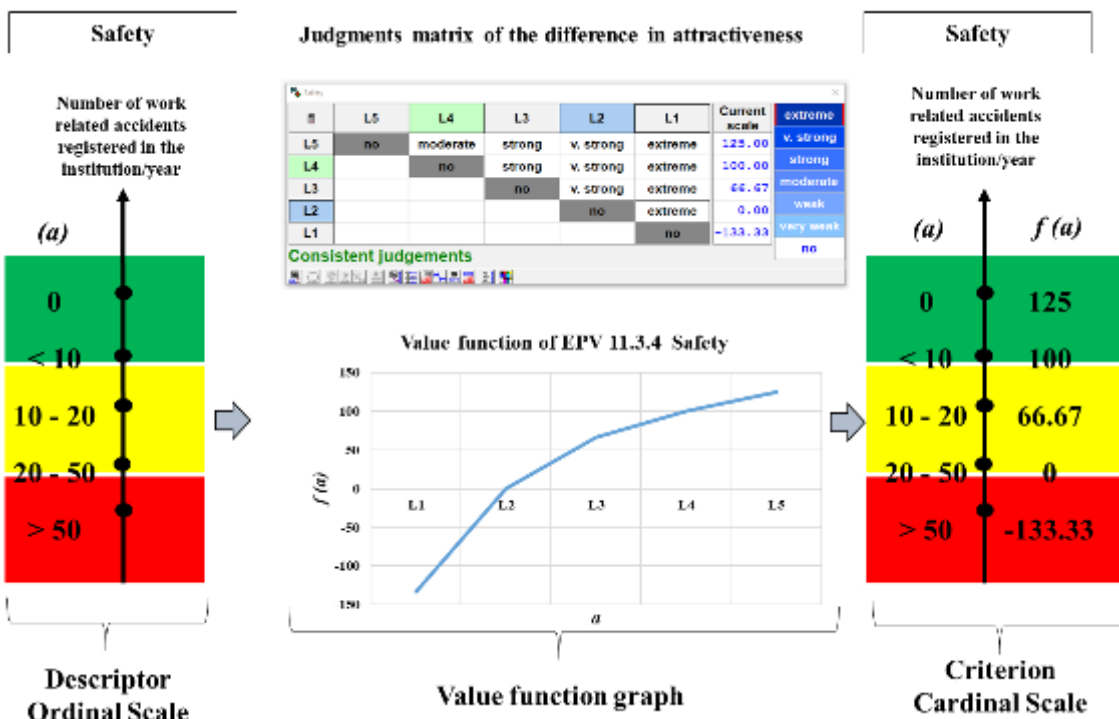 Safety
Number of work
related accidents
registered in the
institution/year
(a)
0
< 10
10 - 20
20 - 50
> 50
Descriptor
Ordinal Scale
Judgments matrix of the difference in attractiveness
Safety
L5 L4 L3 L2 L1 Current scale
L5 no moderate strong v. strong extreme 125.00
L4 no strong v. strong extreme 100.00
L3 no v. strong extreme 66.67
L2 no extreme 0.00
L1 no -133.33
extreme
v. strong
strong
moderate
weak
very weak
no
Consistent judgements
Value function of EPV 11.3.4 Safety
150
100
50
0
-50
-100
150
f (a)
L1 L2 L3 L4 L5
a
Value function graph
Safety
Number of work
related accidents
registered in the
institution/year
(a) f (a)
0 125
< 10 100
10 - 20 66.67
20 - 50 0
> 50 -133.33
Criterion
Cardinal Scale